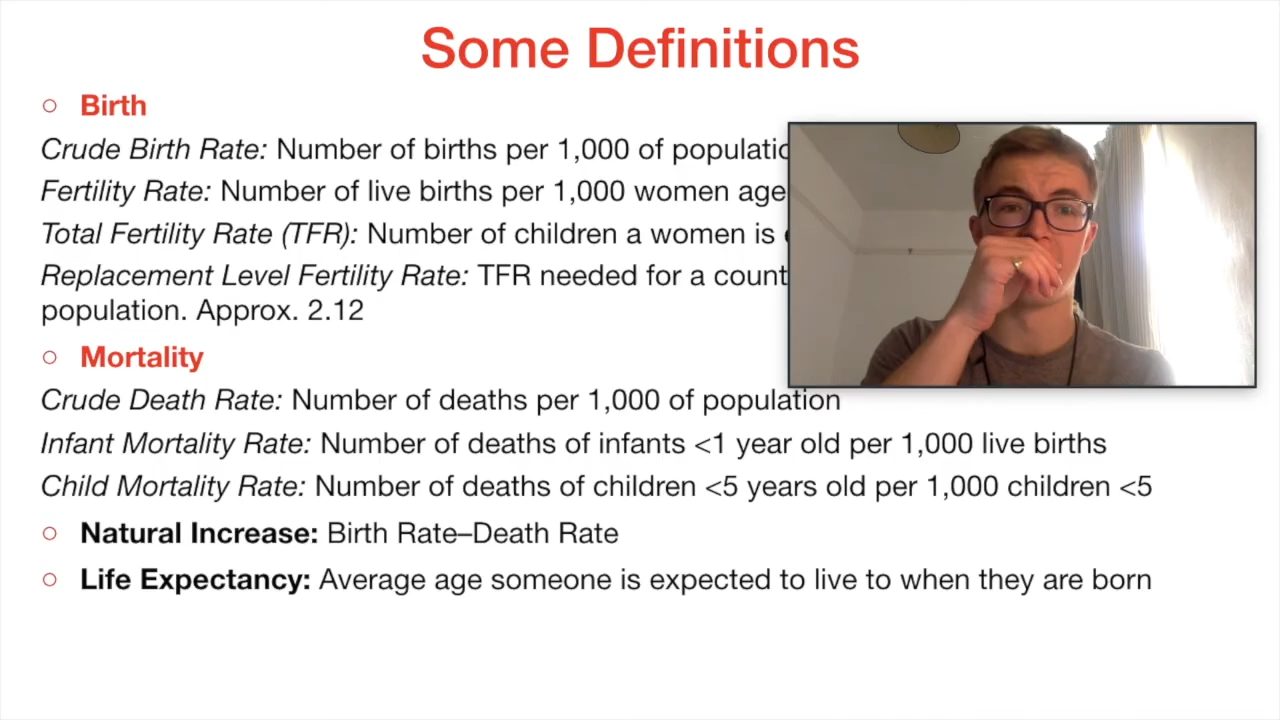 Some Definitions
Birth
Crude Birth Rate: Number of births per 1,000 of
Fertility Rate: Number of live births per 1,000 women
Total Fertility Rate (TFR): Number of children a women is
Replacement Level Fertility Rate: TFR needed for a
population. Approx. 2.12
Mortality
Crude Death Rate: Number of deaths per 1,000 of population
Infant Mortality Rate: Number of deaths of infants <1 year old per 1,000 live births
Child Mortality Rate: Number of deaths of children <5 years old per 1,000 children <5
Natural Increase: Birth Rate–Death Rate
Life Expectancy: Average age someone is expected to live to when they are born